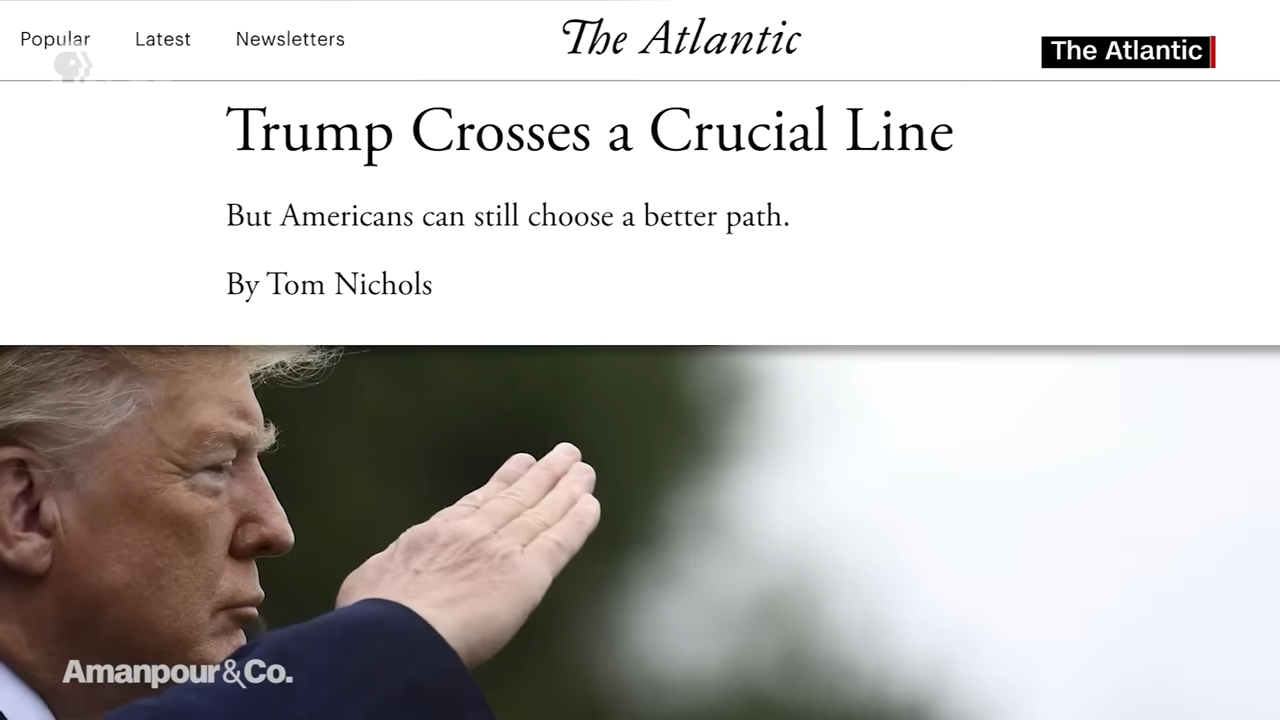 Popular Latest Newsletters The Atlantic
The Atlantic
Trump Crosses a Crucial Line
But Americans can still choose a better path.
By Tom Nichols
Amanpour&Co.